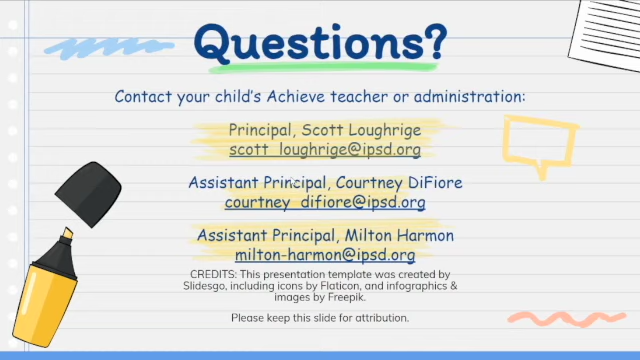 Questions?
Contact your child's Achieve teacher or administration:
Principal, Scott Loughrige
scott_loughrige@ipsd.org
Assistant Principal, Courtney DiFiore
courtney_difiore@ipsd.org
Assistant Principal, Milton Harmon
milton-harmon@ipsd.org
CREDITS: This presentation template was created by
Slidesgo, including icons by Flaticon, and infographics &
images by Freepik.
Please keep this slide for attribution.